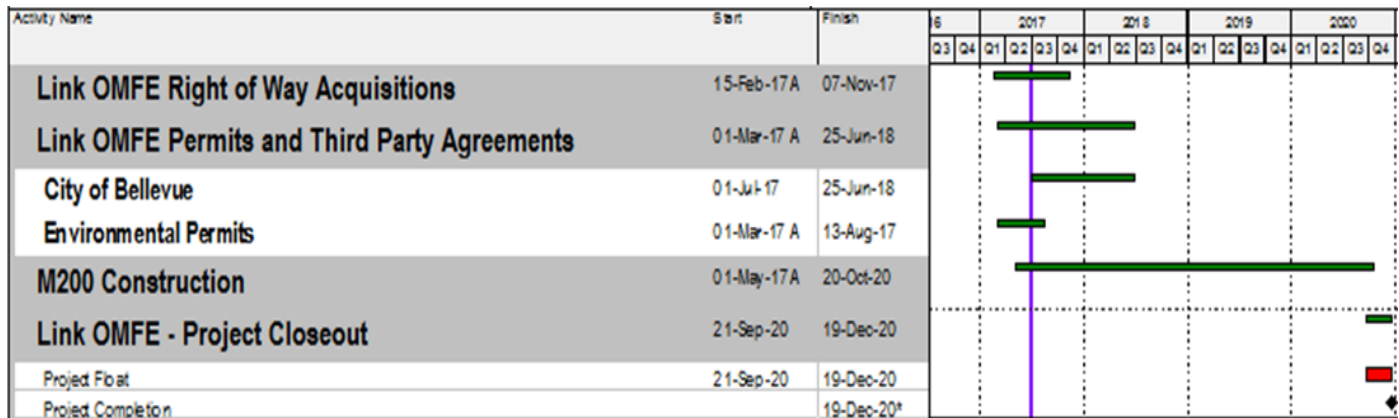 Activity Name Start Finish 16 2017 2018 2019 2020
Q3 Q4 Q1 Q2 Q3 Q4 Q1 Q2 Q3 Q4 Q1 Q2 Q3 Q4 Q1 Q2 Q3 Q4
Link OMFE Right of Way Acquisitions 15-Feb-17 A 07-Nov-17
Link OMFE Permits and Third Party Agreements 01-Mar-17 A 25-Jun-18
City of Bellevue 01-Jul-17 25-Jun-18
Environmental Permits 01-Mar-17 A 13-Aug-17
M200 Construction 01-May-17 A 20-Oct-20
Link OMFE - Project Closeout 21-Sep-20 19-Dec-20
Project Float 21-Sep-20 19-Dec-20
Project Completion 19-Dec-20*